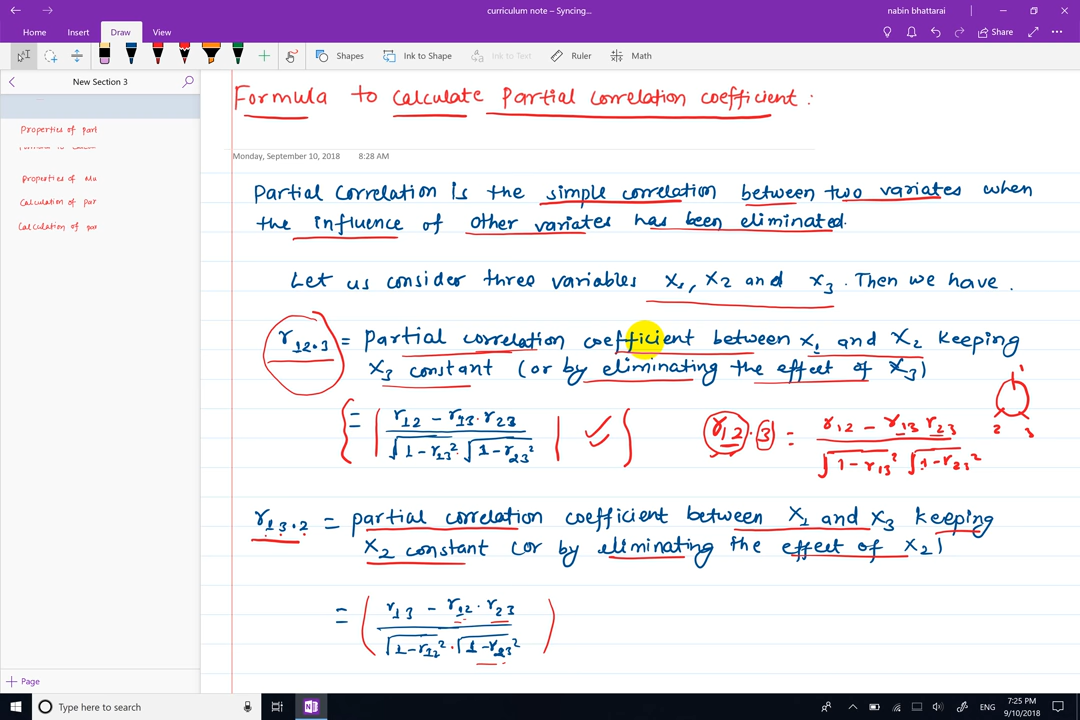 curriculum note – Syncing...
nabin bhattarai
Home Insert Draw View
Share
Shapes Ink to Shape Ink to Text Ruler Math
New Section 3
Properties of part
Properties of Mu
Calculation of par
Calculation of par
Formula to calculate Partial correlation coefficient :
Monday, September 10, 2018 8:28 AM
Partial Correlation is the simple correlation between two variates when
the influence of other variates has been eliminated.
Let us consider three variables X₁, X₂ and X₃. Then we have.
r₁₂.₃ = partial correlation coefficient between X₁ and X₂ keeping
X₃ constant (or by eliminating the effect of X₃)
1
2 3
= r₁₂ – r₁₃ · r₂₃ / √1–r₁₃² · √1–r₂₃²
r₁₂.₃ = r₁₂ – r₁₃ r₂₃ / √1–r₁₃² √1–r₂₃²
r₁₃.₂ = partial correlation coefficient between X₁ and X₃ keeping
X₂ constant (or by eliminating the effect of X₂)
= ( r₁₃ – r₁₂ · r₂₃ / √1–r₁₂² · √1–r₂₃² )
+ Page
Type here to search
ENG
7:25 PM
9/10/2018